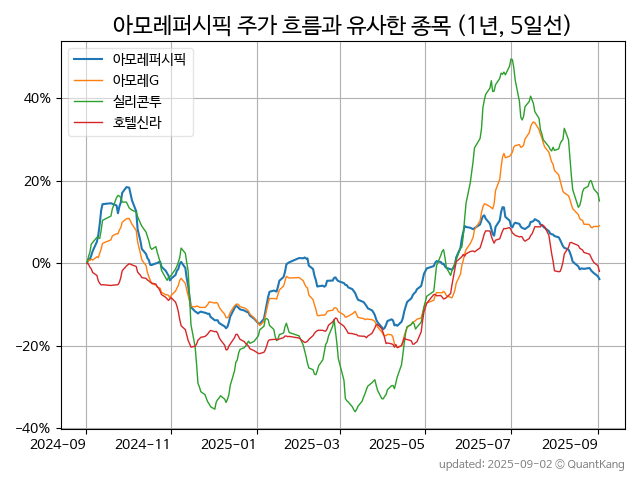 아모레퍼시픽 주가 흐름과 유사한 종목 (1년, 5일선)
아모레퍼시픽
아모레G
실리콘투
호텔신라
40%
20%
0%
−20%
−40%
2024-09 2024-11 2025-01 2025-03 2025-05 2025-07 2025-09
updated: 2025-09-02 © QuantKang